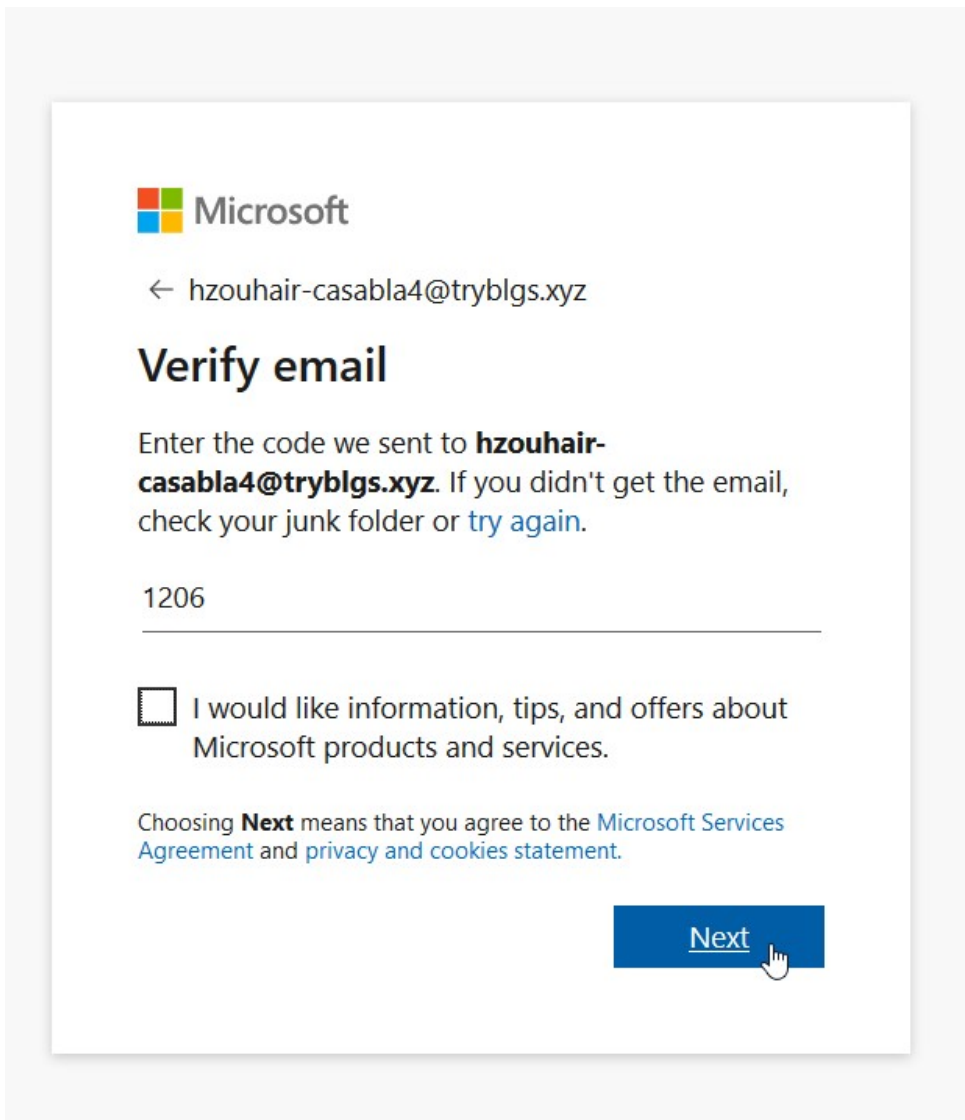 Microsoft
← hzouhair-casabla4@tryblgs.xyz
Verify email
Enter the code we sent to hzouhair-
casabla4@tryblgs.xyz. If you didn't get the email,
check your junk folder or try again.
1206
I would like information, tips, and offers about
Microsoft products and services.
Choosing Next means that you agree to the Microsoft Services
Agreement and privacy and cookies statement.
Next